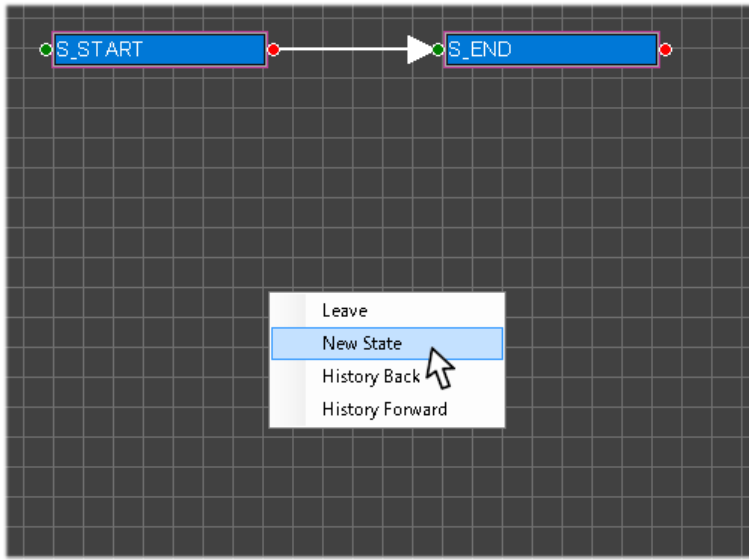 S_START
S_END
Leave
New State
History Back
History Forward